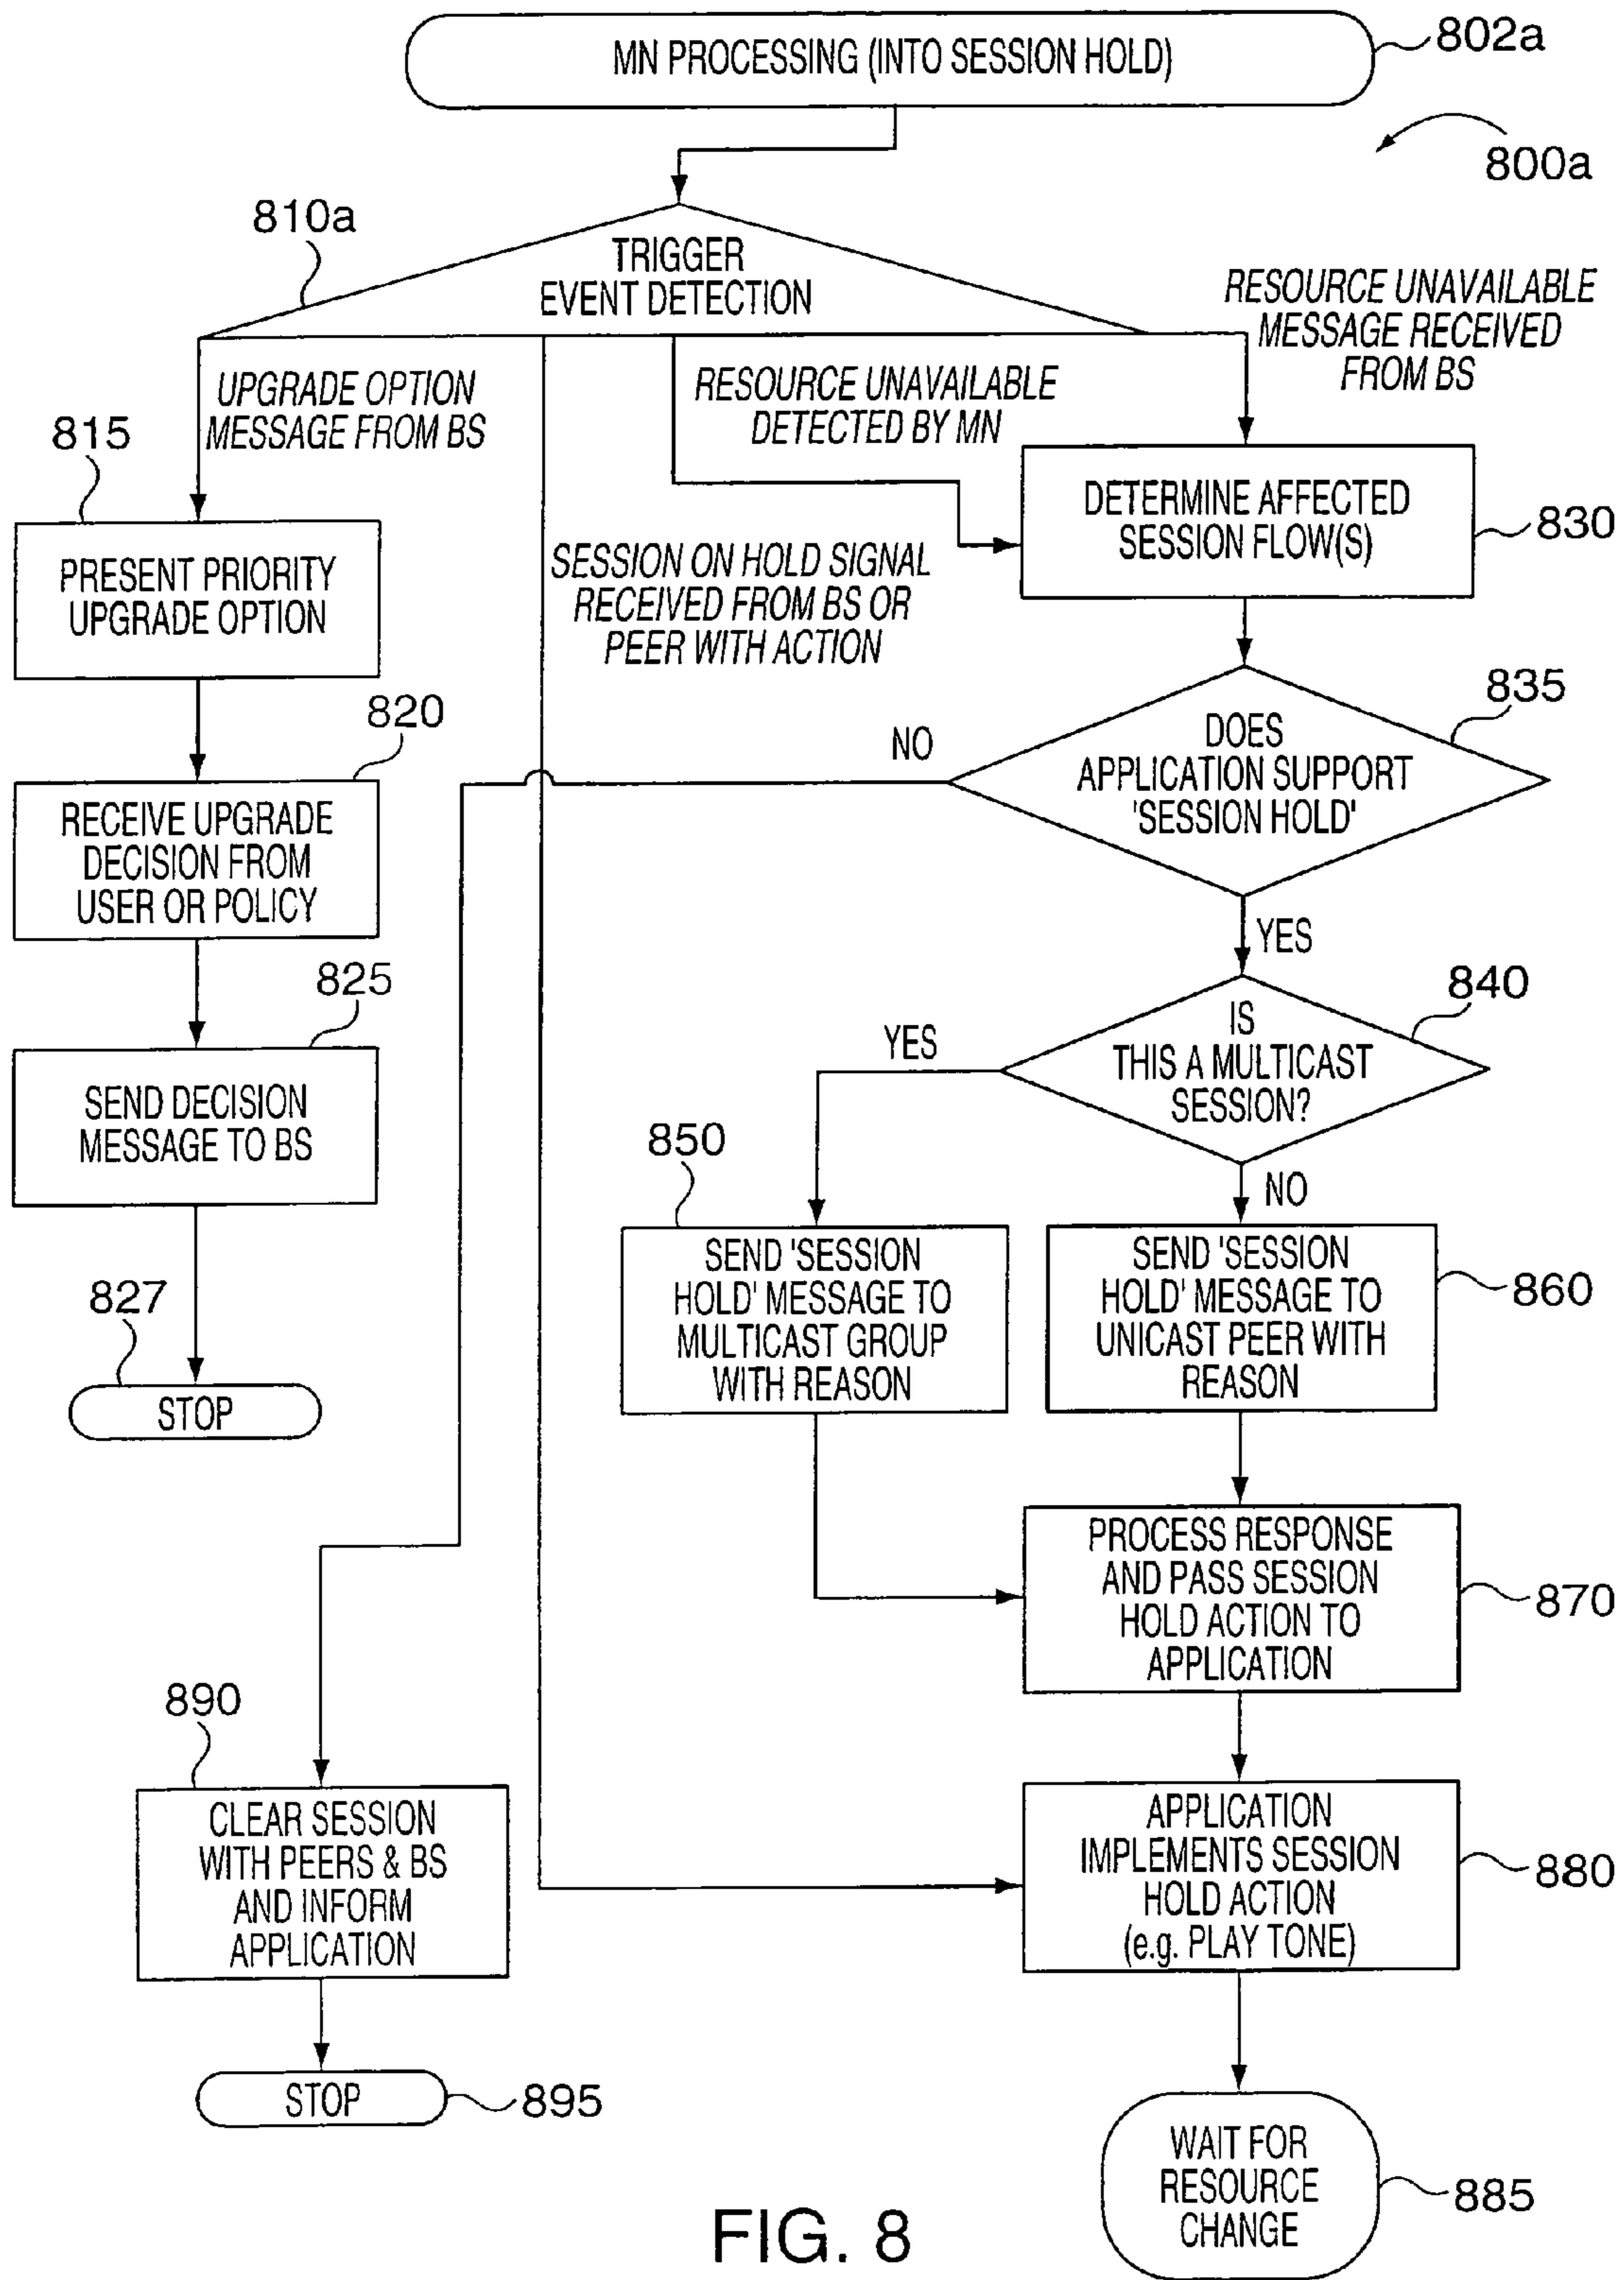 MN PROCESSING (INTO SESSION HOLD)
802a
800a
810a
TRIGGER
EVENT DETECTION
RESOURCE UNAVAILABLE
MESSAGE RECEIVED
FROM BS
UPGRADE OPTION
MESSAGE FROM BS
RESOURCE UNAVAILABLE
DETECTED BY MN
815
PRESENT PRIORITY
UPGRADE OPTION
SESSION ON HOLD SIGNAL
RECEIVED FROM BS OR
PEER WITH ACTION
DETERMINE AFFECTED
SESSION FLOW(S)
830
820
RECEIVE UPGRADE
DECISION FROM
USER OR POLICY
NO
DOES
APPLICATION SUPPORT
'SESSION HOLD'
835
YES
825
SEND DECISION
MESSAGE TO BS
YES
IS
THIS A MULTICAST
SESSION?
840
NO
827
STOP
850
SEND 'SESSION
HOLD' MESSAGE TO
MULTICAST GROUP
WITH REASON
SEND 'SESSION
HOLD' MESSAGE TO
UNICAST PEER WITH
REASON
860
PROCESS RESPONSE
AND PASS SESSION
HOLD ACTION TO
APPLICATION
870
890
CLEAR SESSION
WITH PEERS & BS
AND INFORM
APPLICATION
APPLICATION
IMPLEMENTS SESSION
HOLD ACTION
(e.g. PLAY TONE)
880
STOP
895
WAIT FOR
RESOURCE
CHANGE
885
FIG. 8